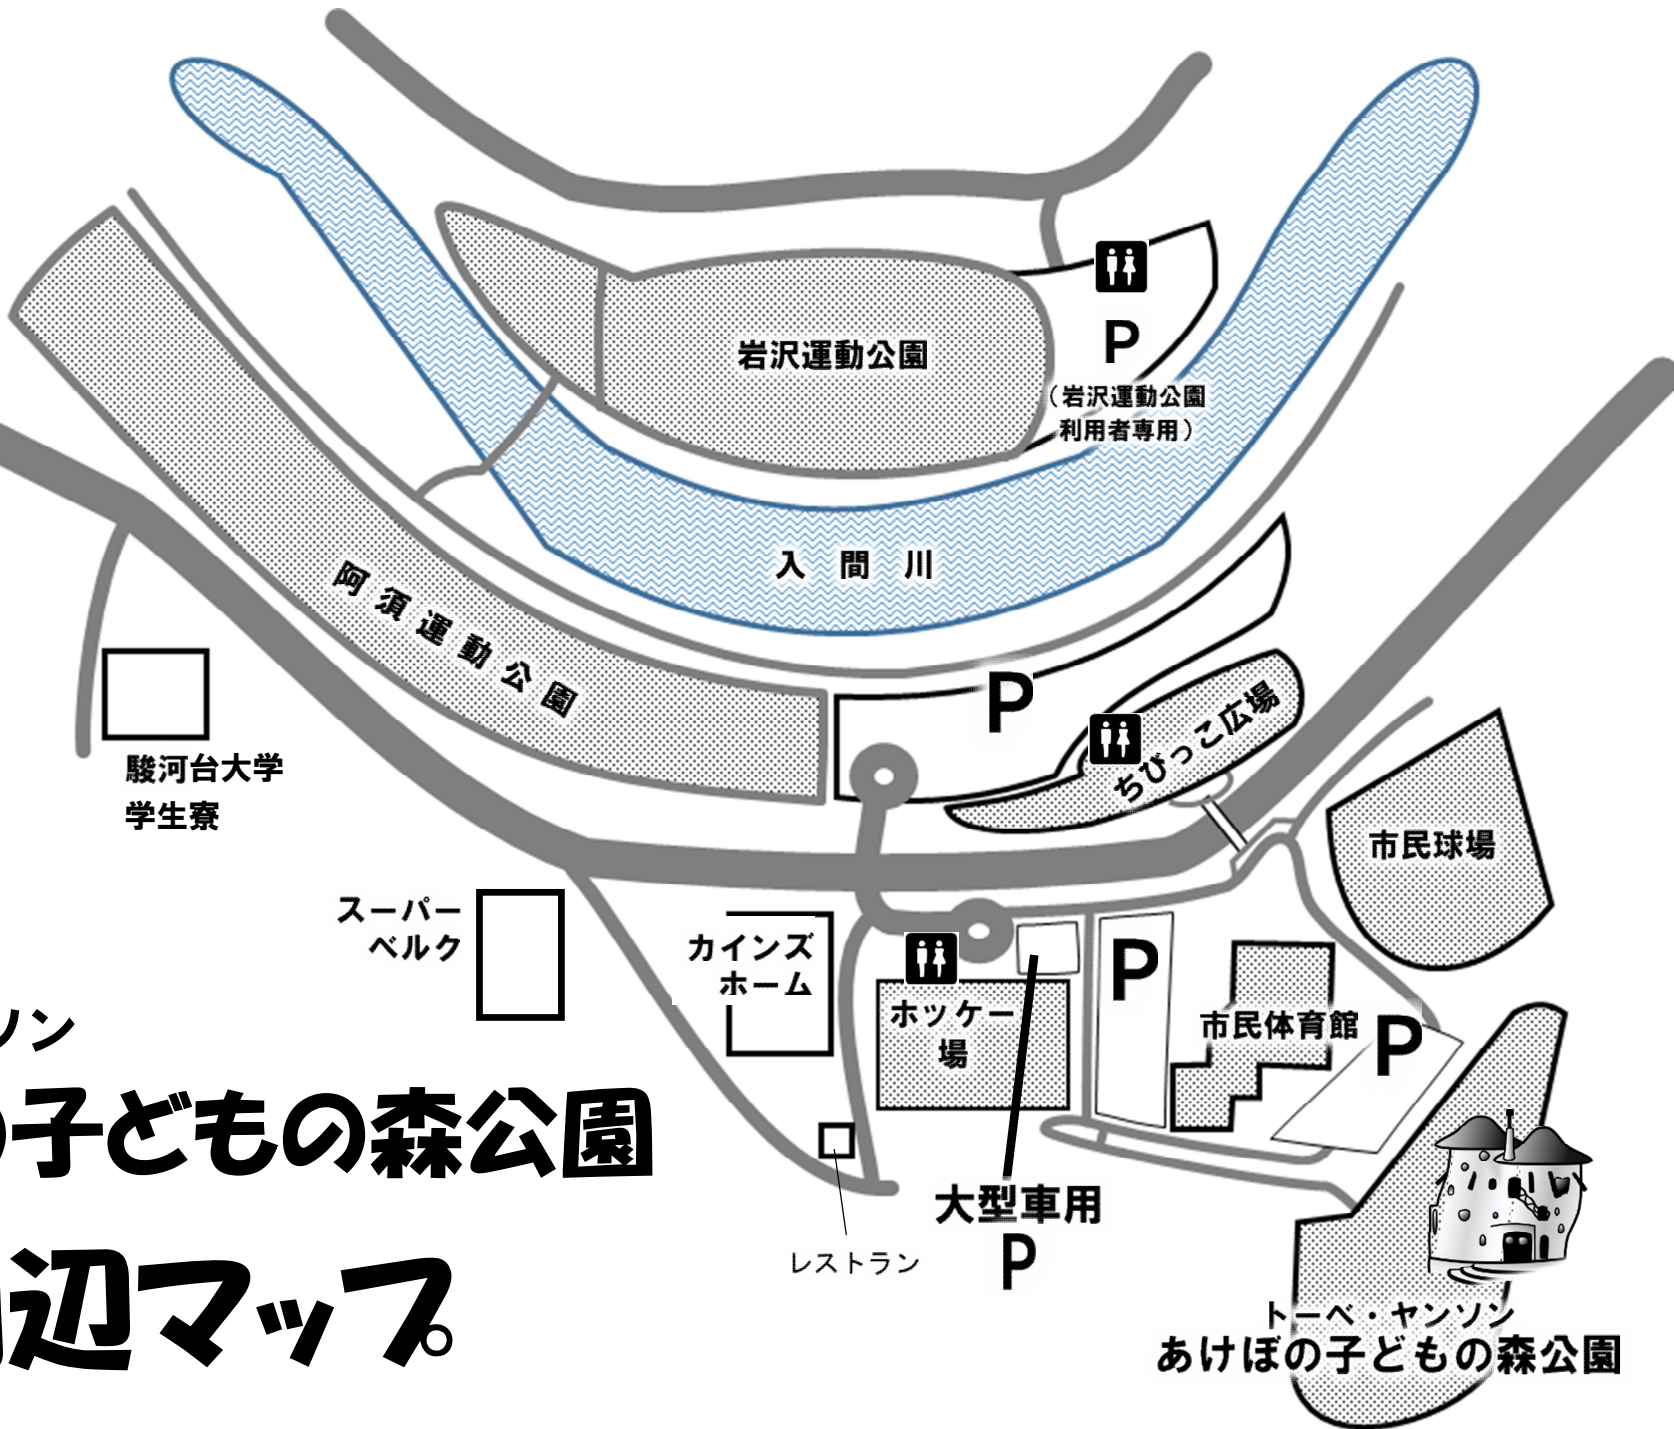 岩沢運動公園
P
（岩沢運動公園
利用者専用）
入間川
阿須運動公園
P
ちびっこ広場
駿河台大学
学生寮
市民球場
スーパー
ベルク
カインズ
ホーム
ホッケー
場
P
市民体育館
P
ソン
の子どもの森公園
大型車用
P
レストラン
辺マップ
トーベ・ヤンソン
あけぼの子どもの森公園